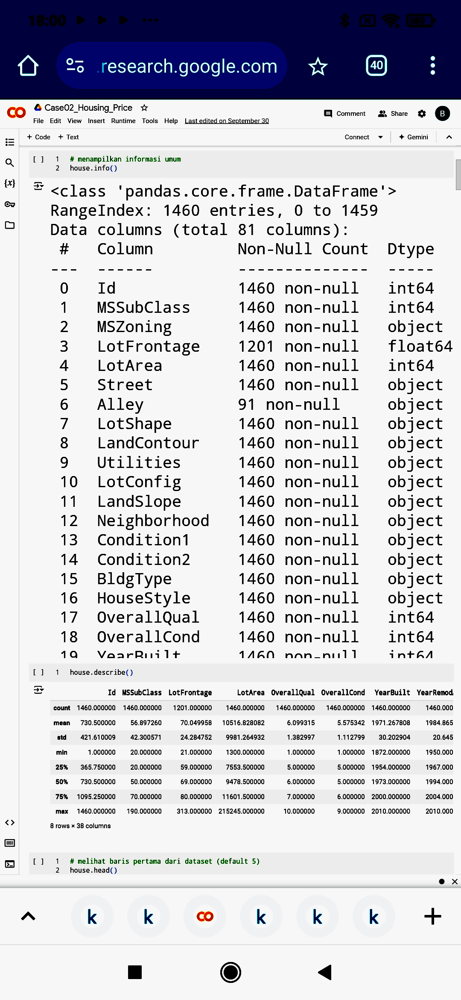 18:00
.research.google.com
40
Case02_Housing_Price
Comment
Share
B
File Edit View Insert Runtime Tools Help Last edited on September 30
+ Code + Text
Connect
Gemini
[ ] 1 # menampilkan informasi umum
2 house.info()
<class 'pandas.core.frame.DataFrame'>
RangeIndex: 1460 entries, 0 to 1459
Data columns (total 81 columns):
# Column Non-Null Count Dtype
--- ------ -------------- -----
0 Id 1460 non-null int64
1 MSSubClass 1460 non-null int64
2 MSZoning 1460 non-null object
3 LotFrontage 1201 non-null float64
4 LotArea 1460 non-null int64
5 Street 1460 non-null object
6 Alley 91 non-null object
7 LotShape 1460 non-null object
8 LandContour 1460 non-null object
9 Utilities 1460 non-null object
10 LotConfig 1460 non-null object
11 LandSlope 1460 non-null object
12 Neighborhood 1460 non-null object
13 Condition1 1460 non-null object
14 Condition2 1460 non-null object
15 BldgType 1460 non-null object
16 HouseStyle 1460 non-null object
17 OverallQual 1460 non-null int64
18 OverallCond 1460 non-null int64
19 YearBuilt 1460 non-null int64
[ ] 1 house.describe()
Id MSSubClass LotFrontage LotArea OverallQual OverallCond YearBuilt YearRemod
count 1460.000000 1460.000000 1201.000000 1460.000000 1460.000000 1460.000000 1460.000000 1460.000
mean 730.500000 56.897260 70.049958 10516.828082 6.099315 5.575342 1971.267808 1984.865
std 421.610009 42.300571 24.284752 9981.264932 1.382997 1.112799 30.202904 20.645
min 1.000000 20.000000 21.000000 1300.000000 1.000000 1.000000 1872.000000 1950.000
25% 365.750000 20.000000 59.000000 7553.500000 5.000000 5.000000 1954.000000 1967.000
50% 730.500000 50.000000 69.000000 9478.500000 6.000000 5.000000 1973.000000 1994.000
75% 1095.250000 70.000000 80.000000 11601.500000 7.000000 6.000000 2000.000000 2004.000
max 1460.000000 190.000000 313.000000 215245.000000 10.000000 9.000000 2010.000000 2010.000
8 rows × 38 columns
[ ] 1 # melihat baris pertama dari dataset (default 5)
2 house.head()
k k k k k